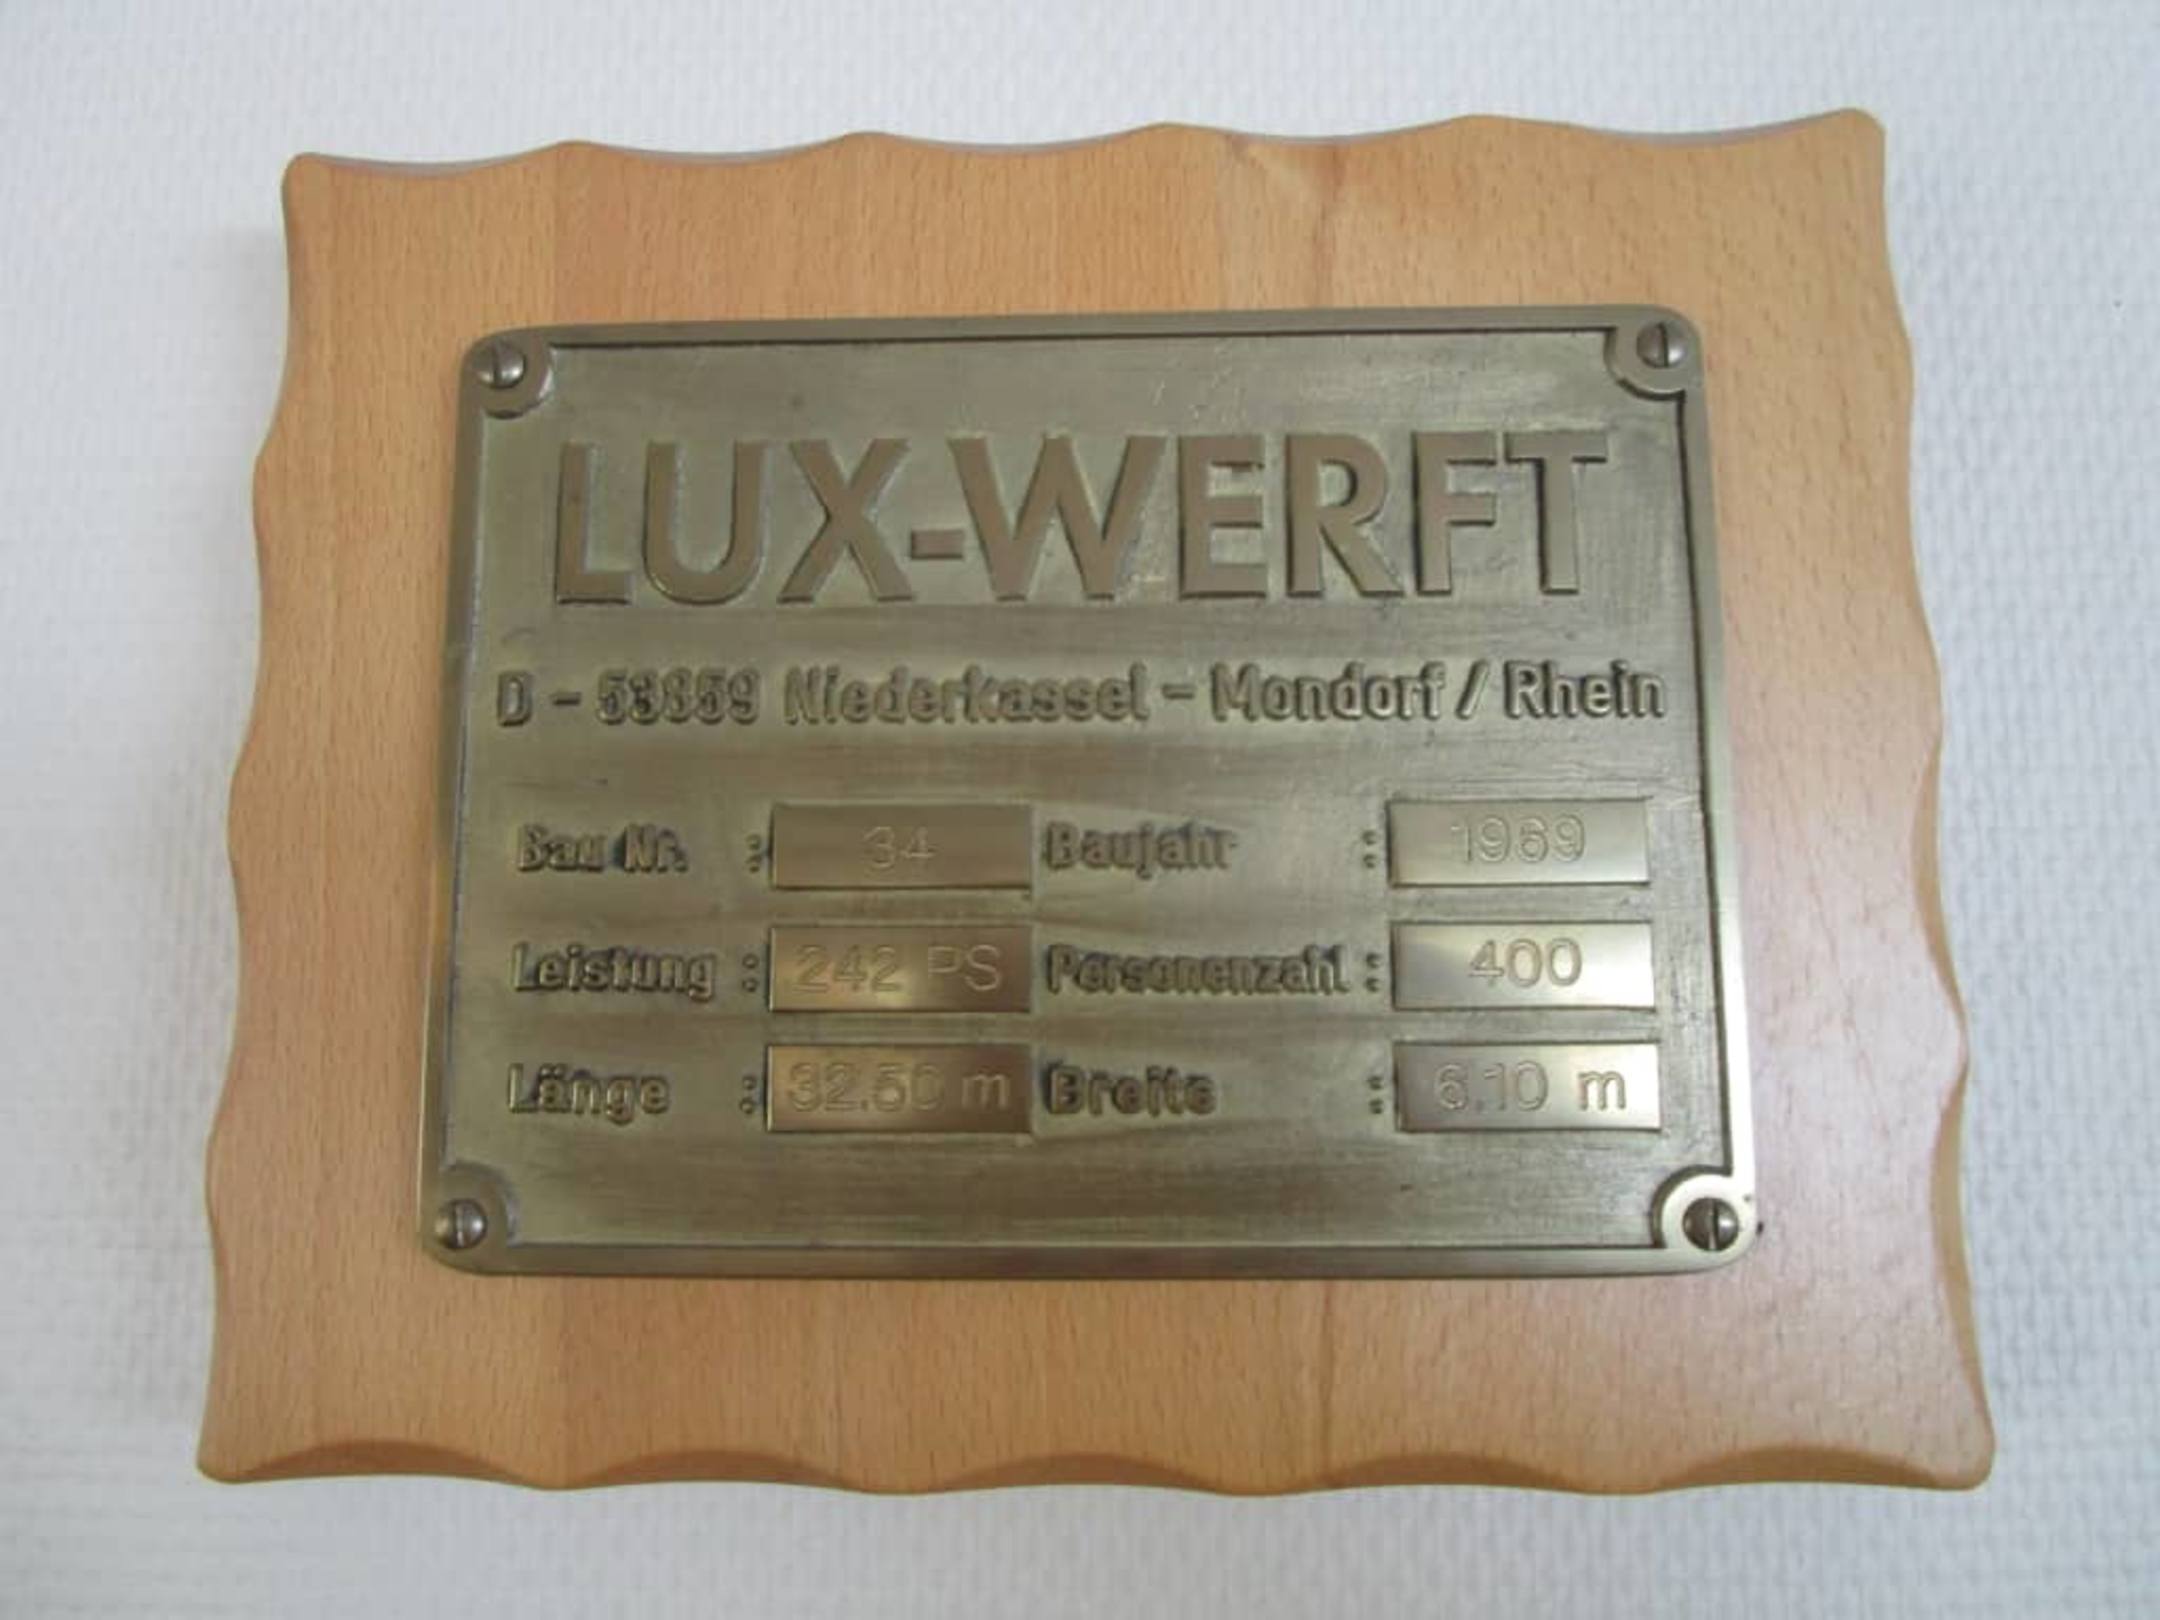 LUX-WERFT
D - 53859 Niederkassel - Mondorf / Rhein
Bau Nr. : 34 Baujahr : 1969
Leistung : 242 PS Personenzahl : 400
Länge : 32.50 m Breite : 6.10 m